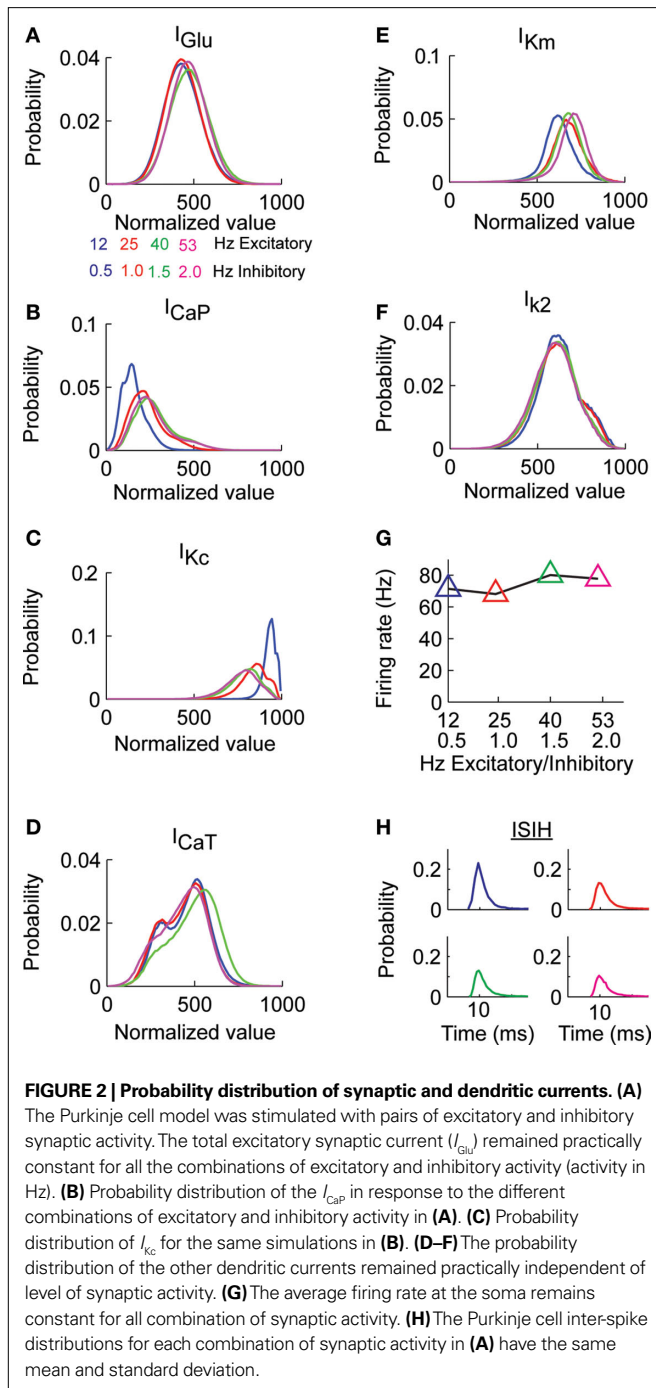 A
I_Glu
Probability
0.04
0.02
0
0
500
1000
Normalized value
12 25 40 53 Hz Excitatory
0.5 1.0 1.5 2.0 Hz Inhibitory
B
I_CaP
Probability
0.1
0.05
0
0
500
1000
Normalized value
C
I_Kc
Probability
0.2
0.1
0
0
500
1000
Normalized value
D
I_CaT
Probability
0.04
0.02
0
0
500
1000
Normalized value
E
I_Km
Probability
0.1
0.05
0
0
500
1000
Normalized value
F
I_k2
Probability
0.04
0.02
0
0
500
1000
Normalized value
G
Firing rate (Hz)
80
60
40
20
0
12 25 40 53
0.5 1.0 1.5 2.0
Hz Excitatory/Inhibitory
H
ISIH
Probability
0.2
0
0.2
0
0.2
0
0.2
0
10
10
Time (ms)
Time (ms)
FIGURE 2 | Probability distribution of synaptic and dendritic currents. (A)
The Purkinje cell model was stimulated with pairs of excitatory and inhibitory
synaptic activity. The total excitatory synaptic current (I_Glu) remained practically
constant for all the combinations of excitatory and inhibitory activity (activity in
Hz). (B) Probability distribution of the I_CaP in response to the different
combinations of excitatory and inhibitory activity in (A). (C) Probability
distribution of I_Kc for the same simulations in (B). (D–F) The probability
distribution of the other dendritic currents remained practically independent of
level of synaptic activity. (G) The average firing rate at the soma remains
constant for all combination of synaptic activity. (H) The Purkinje cell inter-spike
distributions for each combination of synaptic activity in (A) have the same
mean and standard deviation.